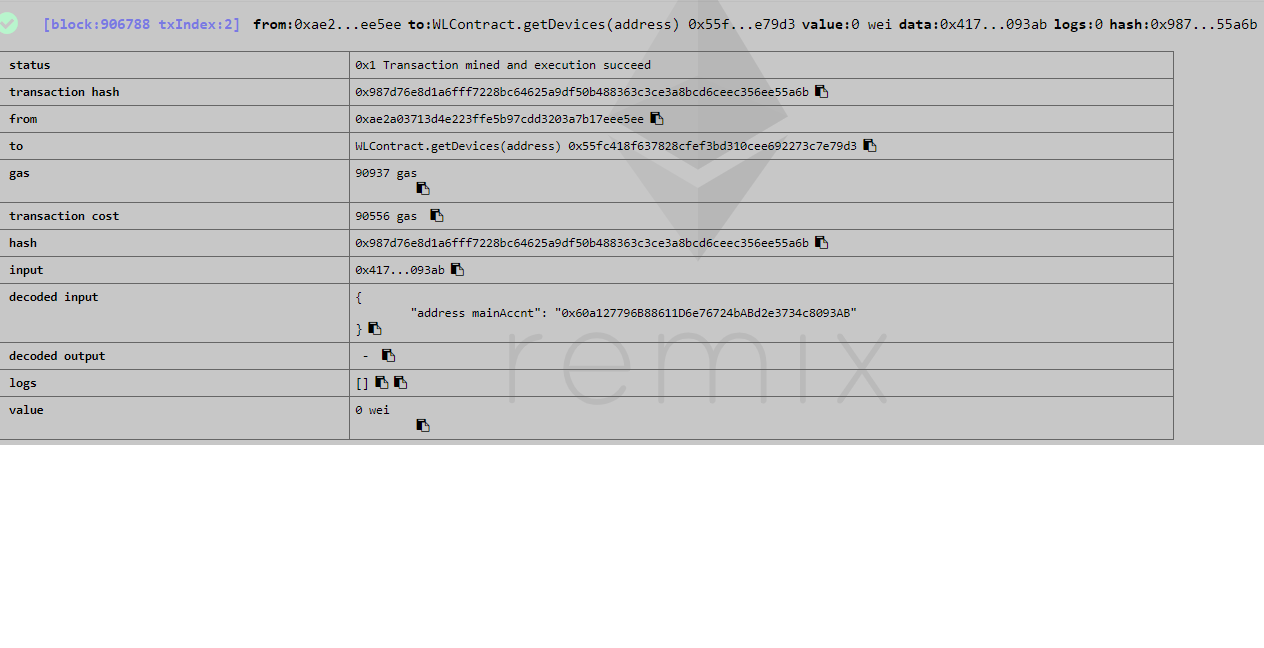 [block:906788 txIndex:2] from:0xae2...ee5ee to:WLContract.getDevices(address) 0x55f...e79d3 value:0 wei data:0x417...093ab logs:0 hash:0x987...55a6b
status 0x1 Transaction mined and execution succeed
transaction hash 0x987d76e8d1a6fff7228bc64625a9df50b488363c3ce3a8bcd6ceec356ee55a6b
from 0xae2a03713d4e223ffe5b97cdd3203a7b17eee5ee
to WLContract.getDevices(address) 0x55fc418f637828cfef3bd310cee692273c7e79d3
gas 90937 gas
transaction cost 90556 gas
hash 0x987d76e8d1a6fff7228bc64625a9df50b488363c3ce3a8bcd6ceec356ee55a6b
input 0x417...093ab
decoded input {
"address mainAccnt": "0x60a127796B88611D6e76724bABd2e3734c8093AB"
}
decoded output -
logs []
remix
value 0 wei